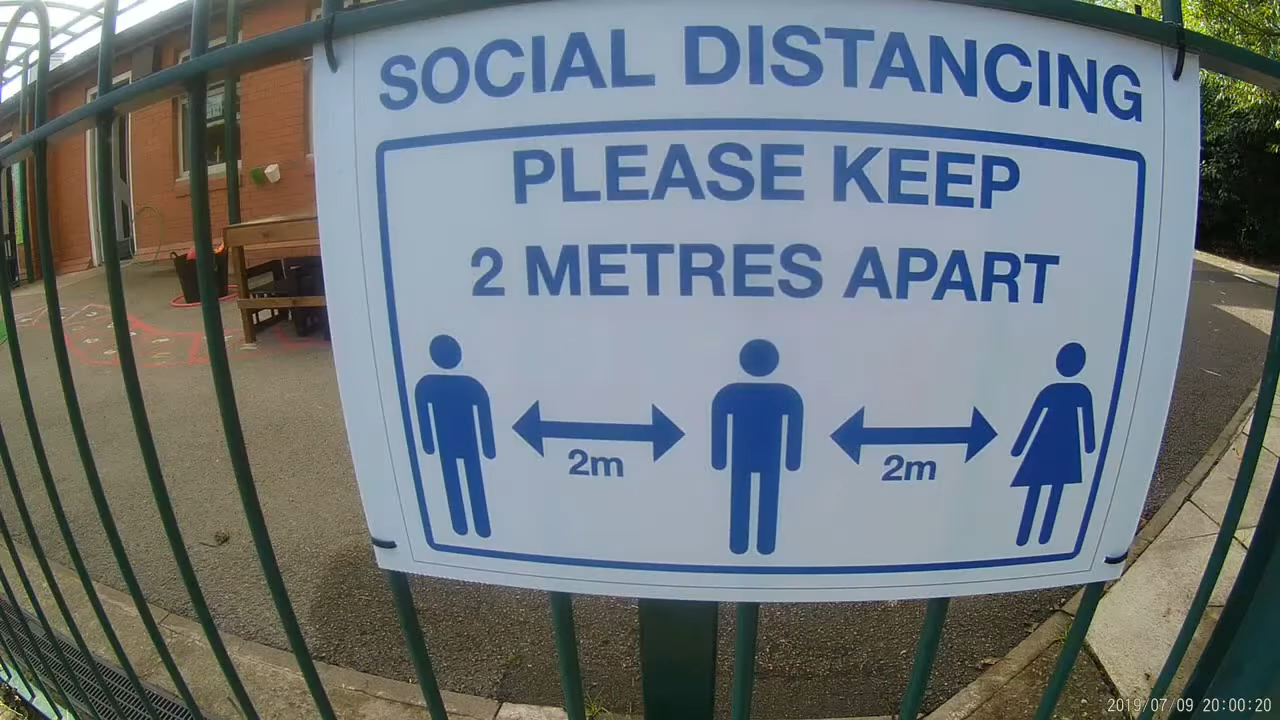 SOCIAL DISTANCING
PLEASE KEEP
2 METRES APART
2m
2m
2019/07/09 20:00:20